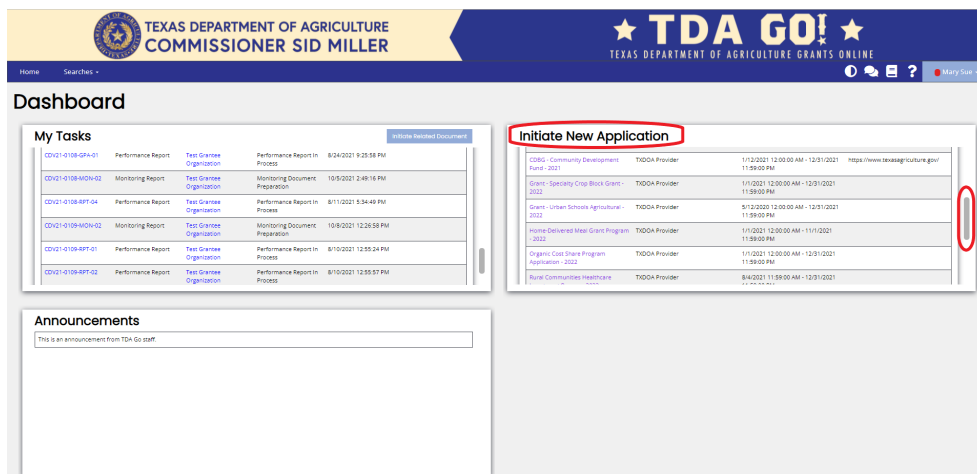 TEXAS DEPARTMENT OF AGRICULTURE
COMMISSIONER SID MILLER
★ TDA GO! ★
TEXAS DEPARTMENT OF AGRICULTURE GRANTS ONLINE
Home Searches
? Mary Sue
Dashboard
My Tasks
Initiate Related Document
CDV21-0108-GPA-01 Performance Report Test Grantee Performance Report in 8/24/2021 9:25:58 PM
Organization Process
CDV21-0108-MON-02 Monitoring Report Test Grantee Monitoring Document 10/5/2021 2:49:16 PM
Organization Preparation
CDV21-0108-RPT-04 Performance Report Test Grantee Performance Report in 8/11/2021 5:34:49 PM
Organization Process
CDV21-0109-MON-02 Monitoring Report Test Grantee Monitoring Document 10/8/2021 12:26:58 PM
Organization Preparation
CDV21-0109-RPT-01 Performance Report Test Grantee Performance Report in 8/10/2021 12:55:24 PM
Organization Process
CDV21-0109-RPT-02 Performance Report Test Grantee Performance Report in 8/10/2021 12:55:57 PM
Organization Process
Initiate New Application
CDBG - Community Development TXDOA Provider 1/12/2021 12:00:00 AM - 12/31/2021 https://www.texasagriculture.gov/
Fund - 2021 11:59:00 PM
Grant - Specialty Crop Block Grant - TXDOA Provider 1/1/2021 12:00:00 AM - 12/31/2021
2022 11:59:00 PM
Grant - Urban Schools Agricultural - TXDOA Provider 5/12/2020 12:00:00 AM - 12/31/2021
2022 11:59:00 PM
Home-Delivered Meal Grant Program TXDOA Provider 1/1/2021 12:00:00 AM - 11/1/2021
- 2022 11:59:00 PM
Organic Cost Share Program TXDOA Provider 1/1/2021 12:00:00 AM - 12/31/2021
Application - 2022 11:59:00 PM
Rural Communities Healthcare TXDOA Provider 8/4/2021 11:59:00 AM - 12/31/2021
Announcements
This is an announcement from TDA Go staff.